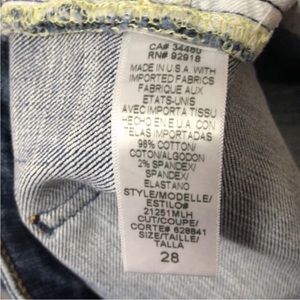 CA# 34480
RN# 92918
MADE IN U.S.A. WITH
IMPORTED FABRICS
FABRIQUE AUX
ETATS-UNIS
AVEC IMPORTA TISSU
HECHO EN E.U.A. CON
TELAS IMPORTADAS
98% COTTON/
COTON/ALGODON
2% SPANDEX/
SPANDEX/
ELASTANO
STYLE/MODELLE/
ESTILO#
21251MLH
CUT/COUPE/
CORTE# 628841
SIZE/TAILLE/
TALLA
28